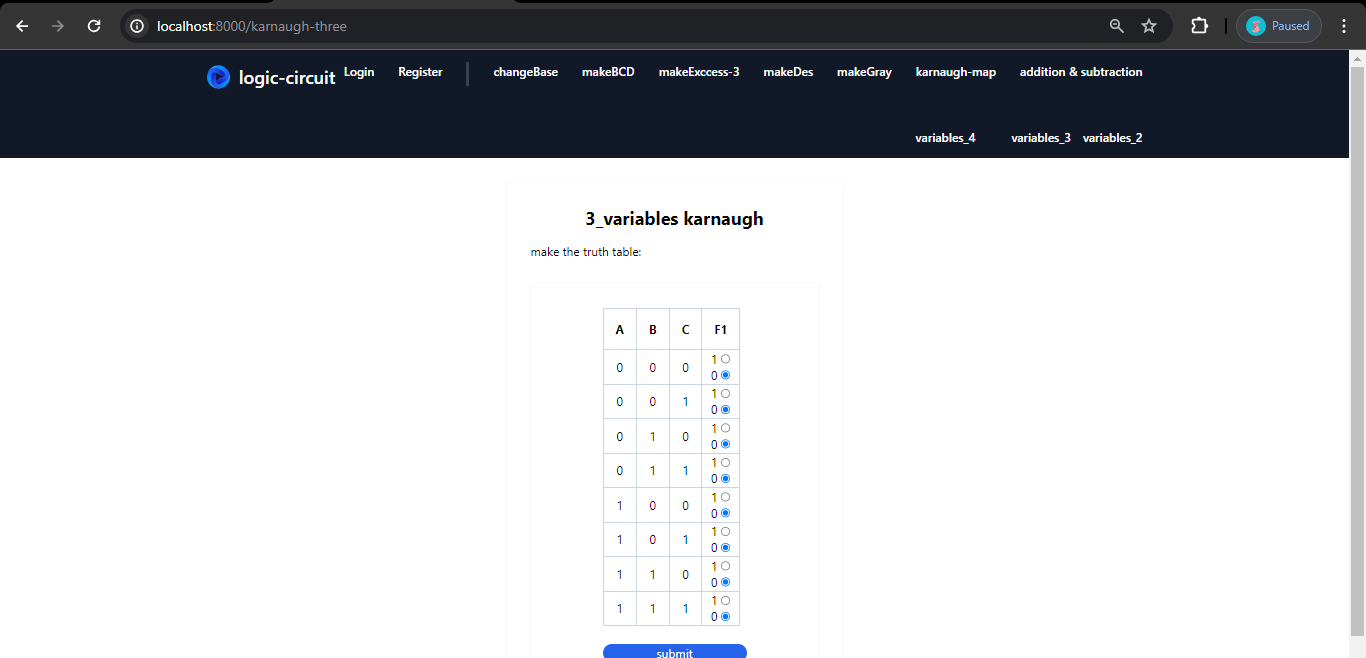 localhost:8000/karnaugh-three
Paused
logic-circuit Login Register changeBase makeBCD makeExccess-3 makeDes makeGray karnaugh-map addition & subtraction
variables_4 variables_3 variables_2
3_variables karnaugh
make the truth table:
A B C F1
1
0 0 0
0
1
0 0 1
0
1
0 1 0
0
1
0 1 1
0
1
1 0 0
0
1
1 0 1
0
1
1 1 0
0
1
1 1 1
0
submit